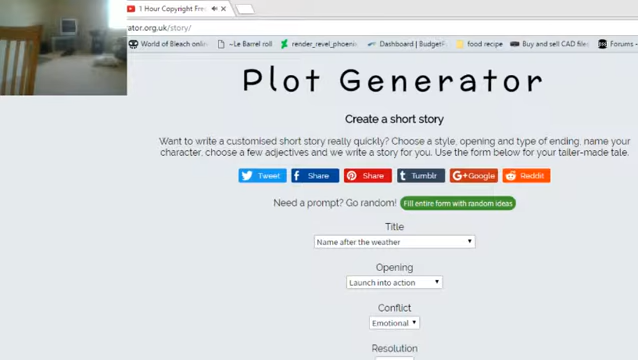 1 Hour Copyright Fre
ator.org.uk/story/
World of Bleach online
~Le Barrel roll
render_revel_phoeni
Dashboard | BudgetP
food recipe
Buy and sell CAD files
Forums -
Plot Generator
Create a short story
Want to write a customised short story really quickly? Choose a style, opening and type of ending, name your
character, choose a few adjectives and we write a story for you. Use the form below for your tailer-made tale.
Tweet
Share
Share
Tumblr
Google
Reddit
Need a prompt? Go random! Fill entire form with random ideas
Title
Name after the weather
Opening
Launch into action
Conflict
Emotional
Resolution